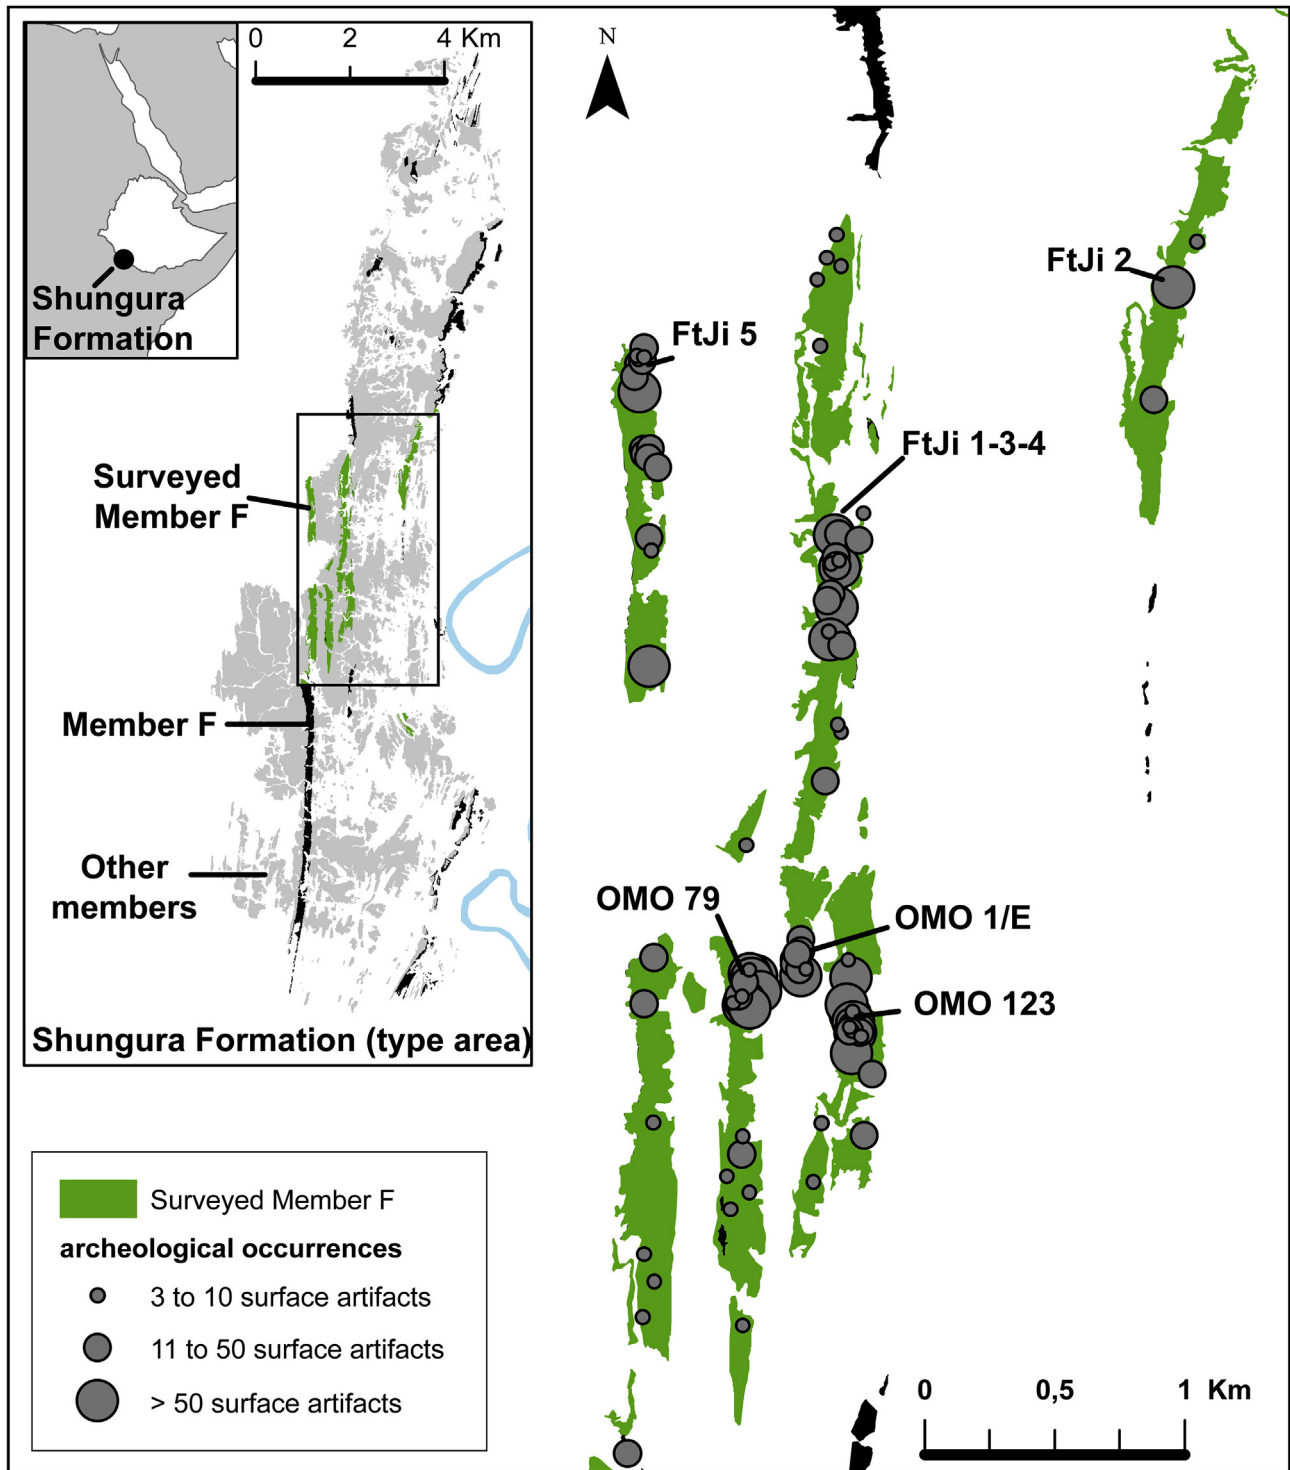 0 2 4 Km
Shungura
Formation
Surveyed
Member F
Member F
Other
members
Shungura Formation (type area)
N
FtJi 2
FtJi 5
FtJi 1-3-4
OMO 79
OMO 1/E
OMO 123
Surveyed Member F
archeological occurrences
3 to 10 surface artifacts
11 to 50 surface artifacts
> 50 surface artifacts
0 0,5 1 Km